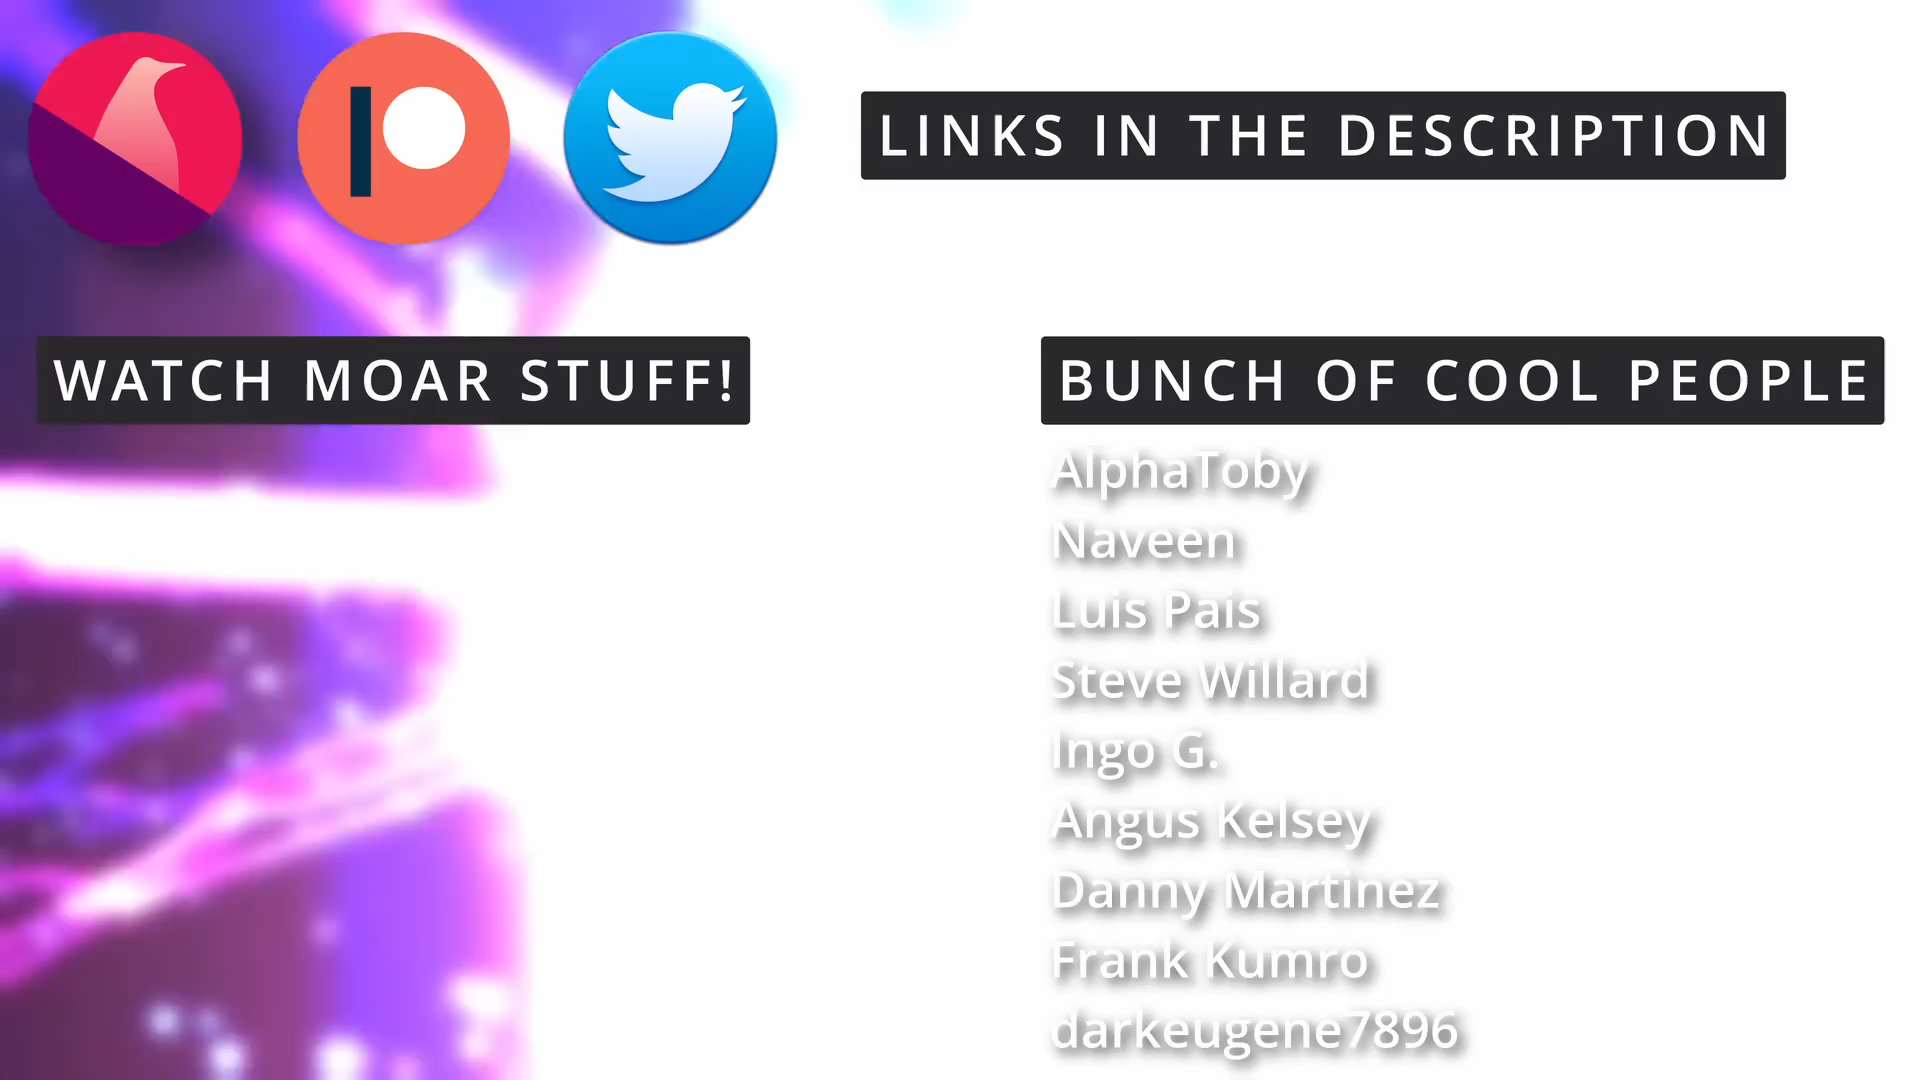 LINKS IN THE DESCRIPTION
WATCH MOAR STUFF!
BUNCH OF COOL PEOPLE
AlphaToby
Naveen
Luis Pais
Steve Willard
Ingo G.
Angus Kelsey
Danny Martinez
Frank Kumro
darkeugene7896